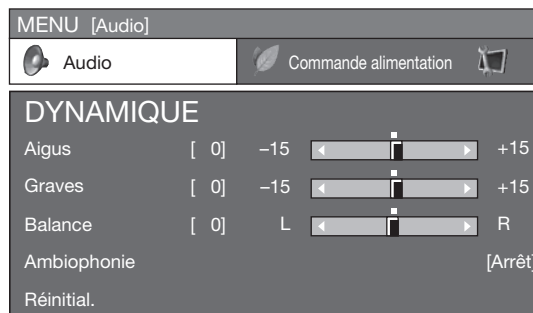 MENU [Audio]
Audio Commande alimentation
DYNAMIQUE
Aigus [ 0] –15 +15
Graves [ 0] –15 +15
Balance [ 0] L R
Ambiophonie [Arrêt]
Réinitial.